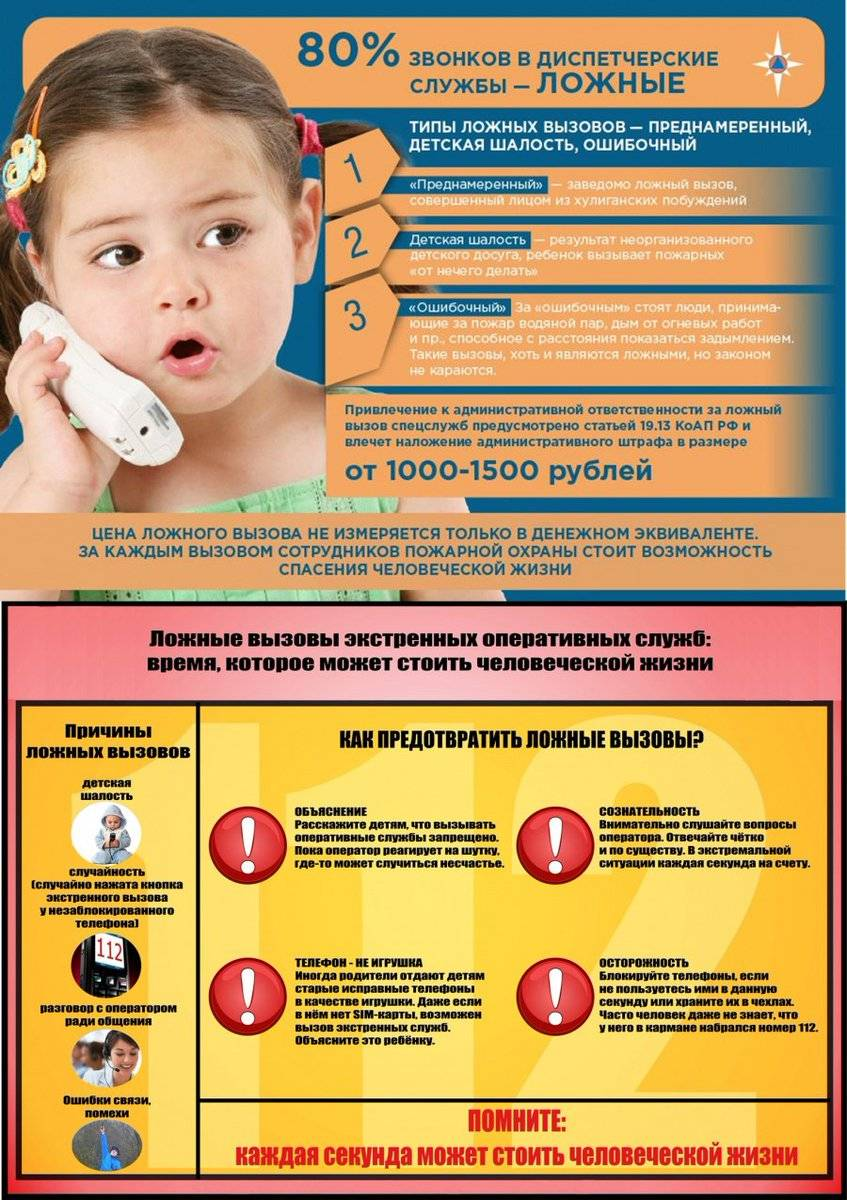 80% ЗВОНКОВ В ДИСПЕТЧЕРСКИЕ
СЛУЖБЫ — ЛОЖНЫЕ
ТИПЫ ЛОЖНЫХ ВЫЗОВОВ — ПРЕДНАМЕРЕННЫЙ,
ДЕТСКАЯ ШАЛОСТЬ, ОШИБОЧНЫЙ
1
«Преднамеренный» — заведомо ложный вызов,
совершенный лицом из хулиганских побуждений
2
Детская шалость — результат неорганизованного
детского досуга, ребенок вызывает пожарных
«от нечего делать»
3
«Ошибочный» За «ошибочным» стоят люди, принима-
ющие за пожар водяной пар, дым от огневых работ
и пр., способное с расстояния показаться задымлением.
Такие вызовы, хоть и являются ложными, но законом
не караются.
Привлечение к административной ответственности за ложный
вызов спецслужб предусмотрено статьей 19.13 КоАП РФ и
влечет наложение административного штрафа в размере
от 1000-1500 рублей
ЦЕНА ЛОЖНОГО ВЫЗОВА НЕ ИЗМЕРЯЕТСЯ ТОЛЬКО В ДЕНЕЖНОМ ЭКВИВАЛЕНТЕ.
ЗА КАЖДЫМ ВЫЗОВОМ СОТРУДНИКОВ ПОЖАРНОЙ ОХРАНЫ СТОИТ ВОЗМОЖНОСТЬ
СПАСЕНИЯ ЧЕЛОВЕЧЕСКОЙ ЖИЗНИ
Ложные вызовы экстренных оперативных служб:
время, которое может стоить человеческой жизни
112
Причины
ложных вызовов
детская
шалость
случайность
(случайно нажата кнопка
экстренного вызова
у незаблокированного
телефона)
112
разговор с оператором
ради общения
Ошибки связи,
помехи
КАК ПРЕДОТВРАТИТЬ ЛОЖНЫЕ ВЫЗОВЫ?
ОБЪЯСНЕНИЕ
Расскажите детям, что вызывать
оперативные службы запрещено.
Пока оператор реагирует на шутку,
где-то может случиться несчастье.
СОЗНАТЕЛЬНОСТЬ
Внимательно слушайте вопросы
оператора. Отвечайте чётко
и по существу. В экстремальной
ситуации каждая секунда на счету.
ТЕЛЕФОН - НЕ ИГРУШКА
Иногда родители отдают детям
старые исправные телефоны
в качестве игрушки. Даже если
в нём нет SIM-карты, возможен
вызов экстренных служб.
Объясните это ребёнку.
ОСТОРОЖНОСТЬ
Блокируйте телефоны, если
не пользуетесь ими в данную
секунду или храните их в чехлах.
Часто человек даже не знает, что
у него в кармане набрался номер 112.
ПОМНИТЕ:
каждая секунда может стоить человеческой жизни